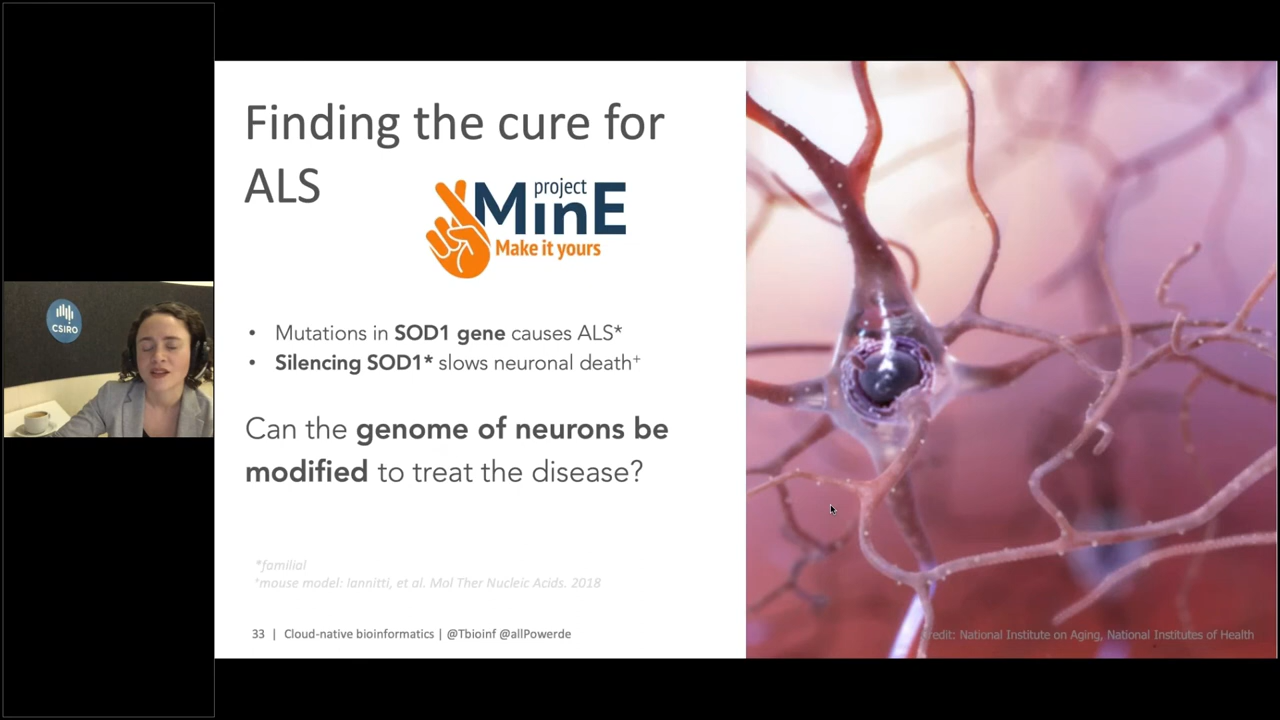 Finding the cure for
ALS
project
MinE
Make it yours
CSIRO
• Mutations in SOD1 gene causes ALS*
• Silencing SOD1* slows neuronal death+
Can the genome of neurons be
modified to treat the disease?
*familial
+mouse model: Iannitti, et al. Mol Ther Nucleic Acids. 2018
33 | Cloud-native bioinformatics | @Tbioinf @allPowerde
Credit: National Institute on Aging, National Institutes of Health